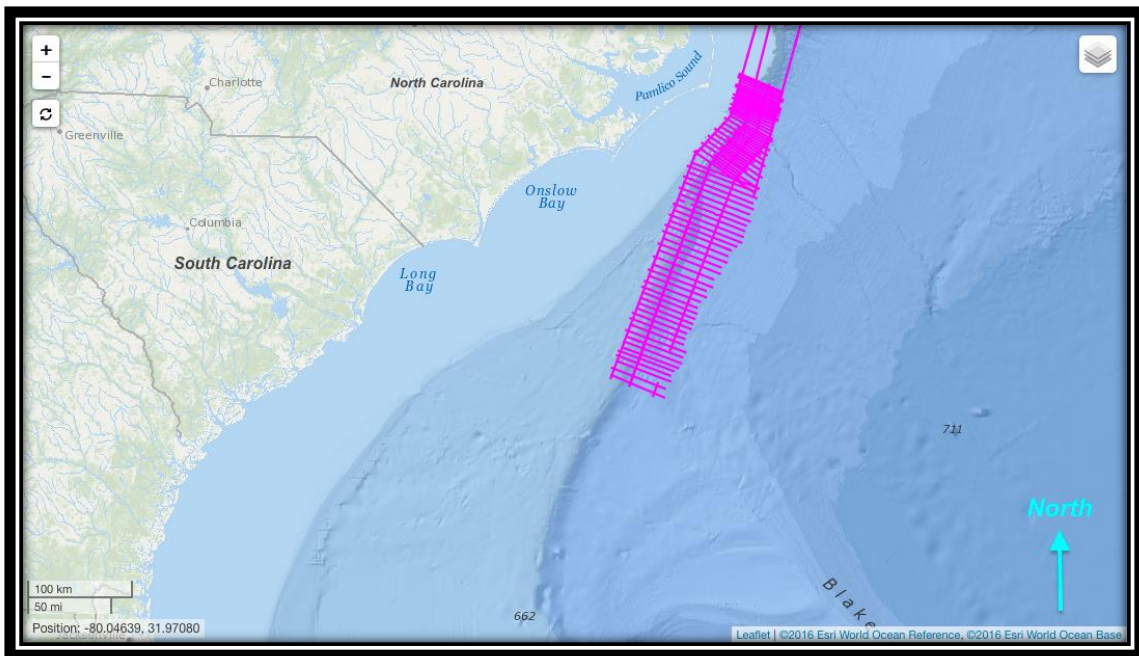 +
−
Charlotte
North Carolina
Pamlico Sound
Greenville
Onslow
Bay
Columbia
South Carolina
Long
Bay
711
North
100 km
50 mi
Blake
662
Position: -80.04639, 31.97080
Leaflet | ©2016 Esri World Ocean Reference, ©2016 Esri World Ocean Base